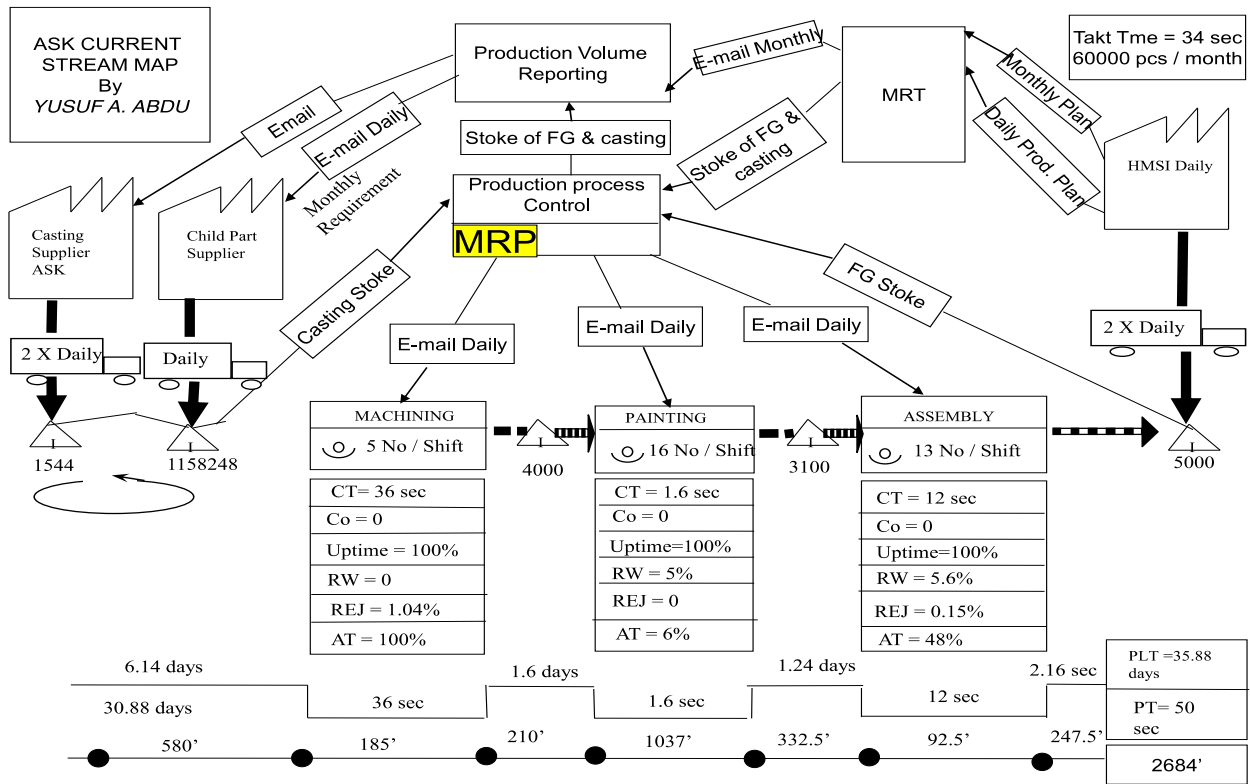 ASK CURRENT
STREAM MAP
By
YUSUF A. ABDU
Production Volume
Reporting
E-mail Monthly
MRT
Monthly Plan
Daily Prod. Plan
Takt Tme = 34 sec
60000 pcs / month
HMSI Daily
Email
E-mail Daily
Monthly
Requirement
Stoke of FG & casting
Stoke of FG &
casting
Production process
Control
MRP
Casting
Supplier
ASK
Child Part
Supplier
Casting Stoke
FG Stoke
E-mail Daily
E-mail Daily
E-mail Daily
2 X Daily
Daily
2 X Daily
I
1544
I
1158248
MACHINING
5 No / Shift
I
4000
PAINTING
16 No / Shift
I
3100
ASSEMBLY
13 No / Shift
I
5000
CT= 36 sec
Co = 0
Uptime = 100%
RW = 0
REJ = 1.04%
AT = 100%
CT = 1.6 sec
Co = 0
Uptime=100%
RW = 5%
REJ = 0
AT = 6%
CT = 12 sec
Co = 0
Uptime=100%
RW = 5.6%
REJ = 0.15%
AT = 48%
6.14 days
30.88 days
36 sec
1.6 days
1.6 sec
1.24 days
12 sec
2.16 sec
PLT =35.88
days
PT= 50
sec
580’
185’
210’
1037’
332.5’
92.5’
247.5’
2684’